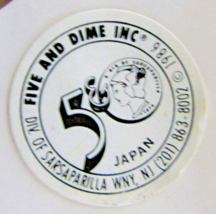 FIVE AND DIME INC® 1986 ©
5¢
JAPAN
DIV. OF SARSAPARILLA WNY, NJ (201) 863-8002